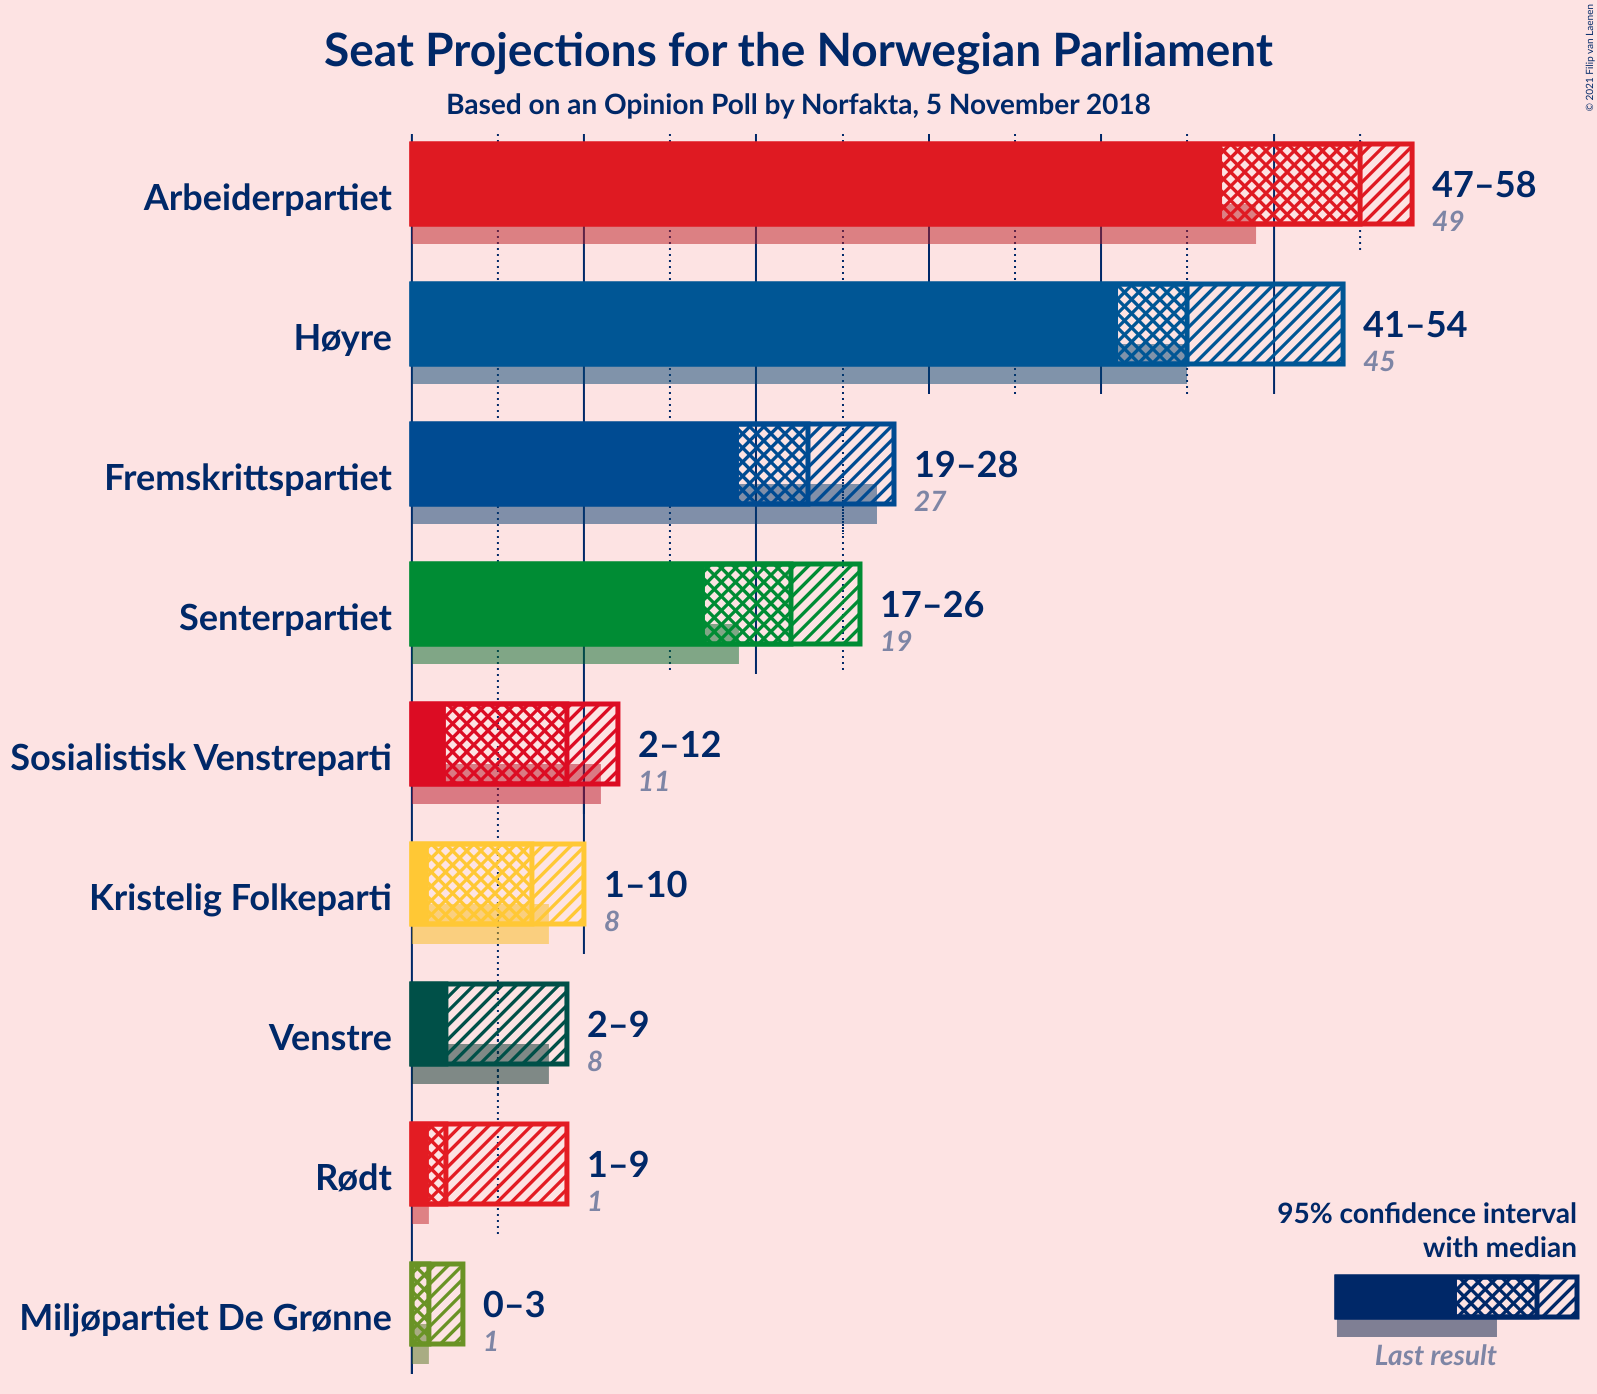 Seat Projections for the Norwegian Parliament
Based on an Opinion Poll by Norfakta, 5 November 2018
© 2021 Filip van Laenen
Arbeiderpartiet
47–58
49
Høyre
41–54
45
Fremskrittspartiet
19–28
27
Senterpartiet
17–26
19
Sosialistisk Venstreparti
2–12
11
Kristelig Folkeparti
1–10
8
Venstre
2–9
8
Rødt
1–9
1
Miljøpartiet De Grønne
0–3
1
95% confidence interval
with median
Last result